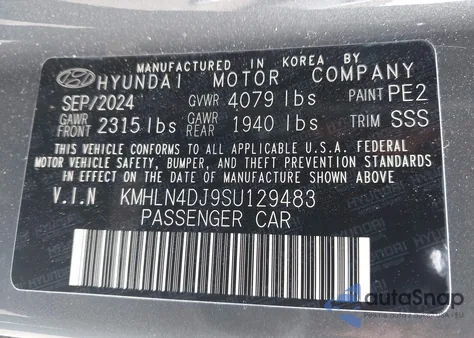 MANUFACTURED IN KOREA BY
HYUNDAI MOTOR COMPANY
SEP/2024 GVWR 4079 lbs PAINT PE2
GAWR FRONT 2315 lbs GAWR REAR 1940 lbs TRIM SSS
THIS VEHICLE CONFORMS TO ALL APPLICABLE U.S.A. FEDERAL
MOTOR VEHICLE SAFETY, BUMPER, AND THEFT PREVENTION STANDARDS
IN EFFECT ON THE DATE OF MANUFACTURE SHOWN ABOVE.
V.I.N KMHLN4DJ9SU129483
PASSENGER CAR
autoSnap